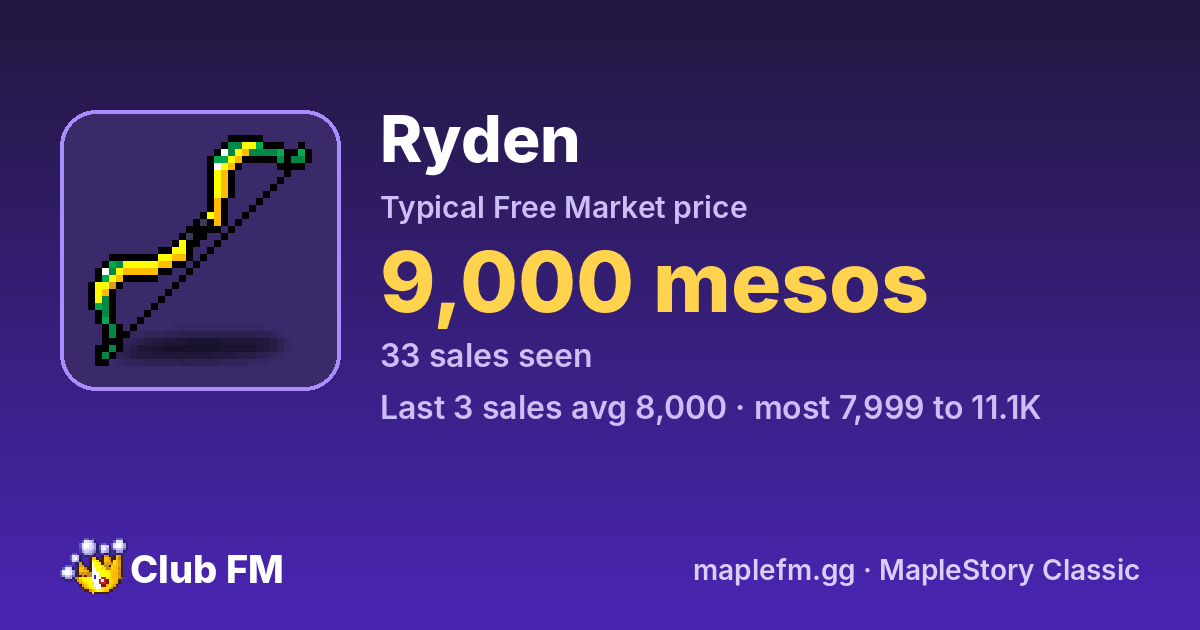 Ryden
Typical Free Market price
9,000 mesos
33 sales seen
Last 3 sales avg 8,000 · most 7,999 to 11.1K
Club FM
maplefm.gg · MapleStory Classic